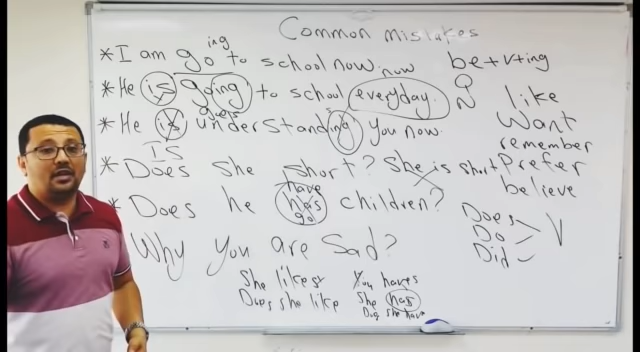 Common mistakes
* I am going to school now now be+v+ing
* He is going to school everyday.
goes
* He is understanding you now
like
want
remember
Prefer
believe
IS
* Does she short? She is short
have
* Does he has children?
go
Does
Do V
Did
Why you are sad?
She likes
Does she like
You haves
She has
Does she have